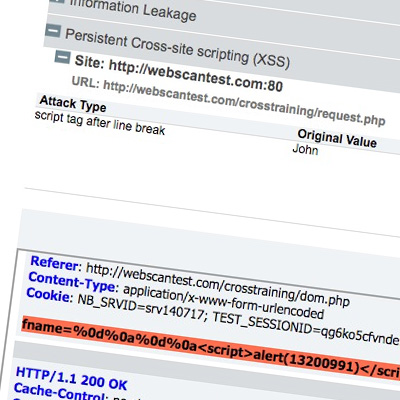 Information Leakage
Persistent Cross-site scripting (XSS)
Site: http://webscantest.com:80
URL: http://webscantest.com/crosstraining/request.php
Attack Type Original Value
script tag after line break John
Referer: http://webscantest.com/crosstraining/dom.php
Content-Type: application/x-www-form-urlencoded
Cookie: NB_SRVID=srv140717; TEST_SESSIONID=qg6ko5cfvnde
fname=%0d%0a%0d%0a<script>alert(13200991)</scri
HTTP/1.1 200 OK
Cache-Control: